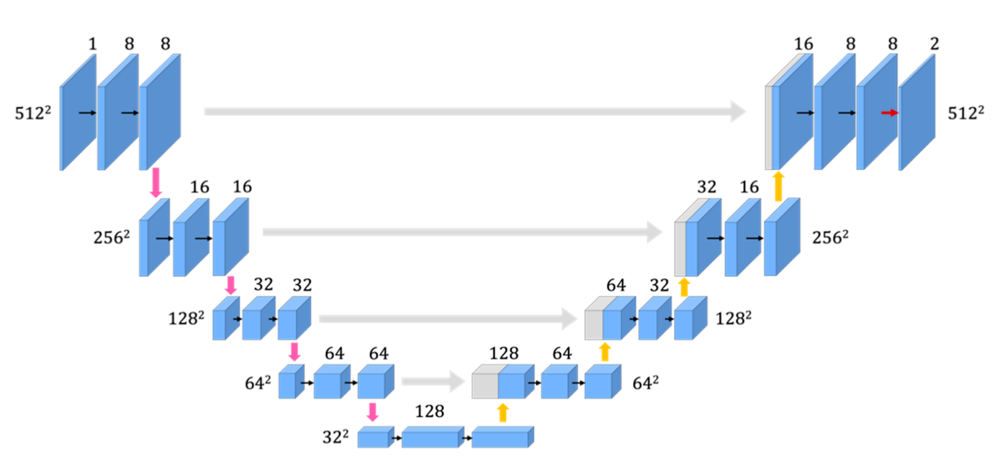 1 8 8 16 8 8 2
512² 512²
16 16 32 16
256² 256²
32 32 64 32
128² 128²
64 64 128 64
64² 64²
128
32²